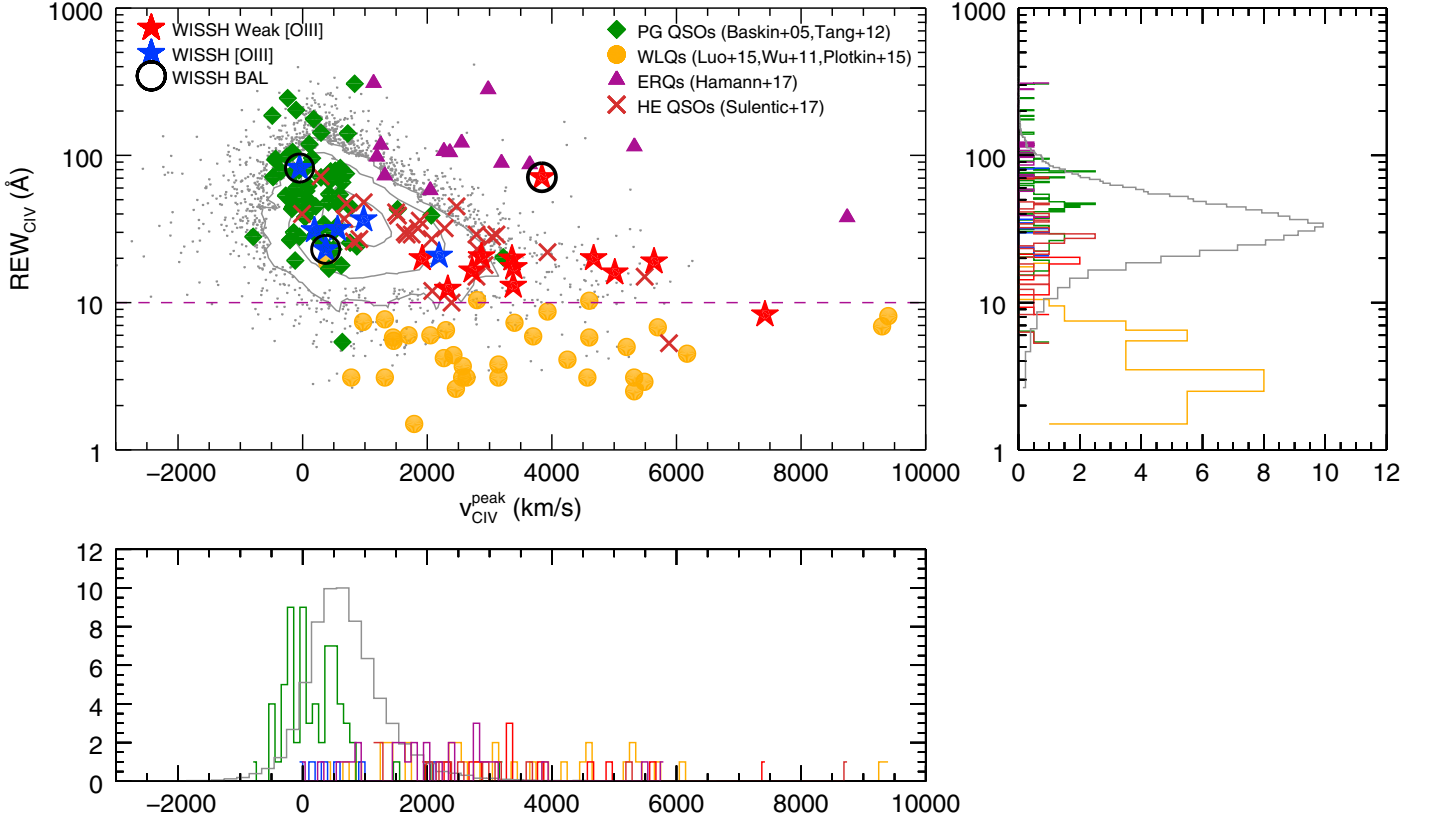 1000
100
10
1
REW_CIV (Å)
WISSH Weak [OIII]
WISSH [OIII]
WISSH BAL
PG QSOs (Baskin+05,Tang+12)
WLQs (Luo+15,Wu+11,Plotkin+15)
ERQs (Hamann+17)
HE QSOs (Sulentic+17)
−2000 0 2000 4000 6000 8000 10000
v_CIV^peak (km/s)
1000
100
10
1
0 2 4 6 8 10 12
12
10
8
6
4
2
0
−2000 0 2000 4000 6000 8000 10000